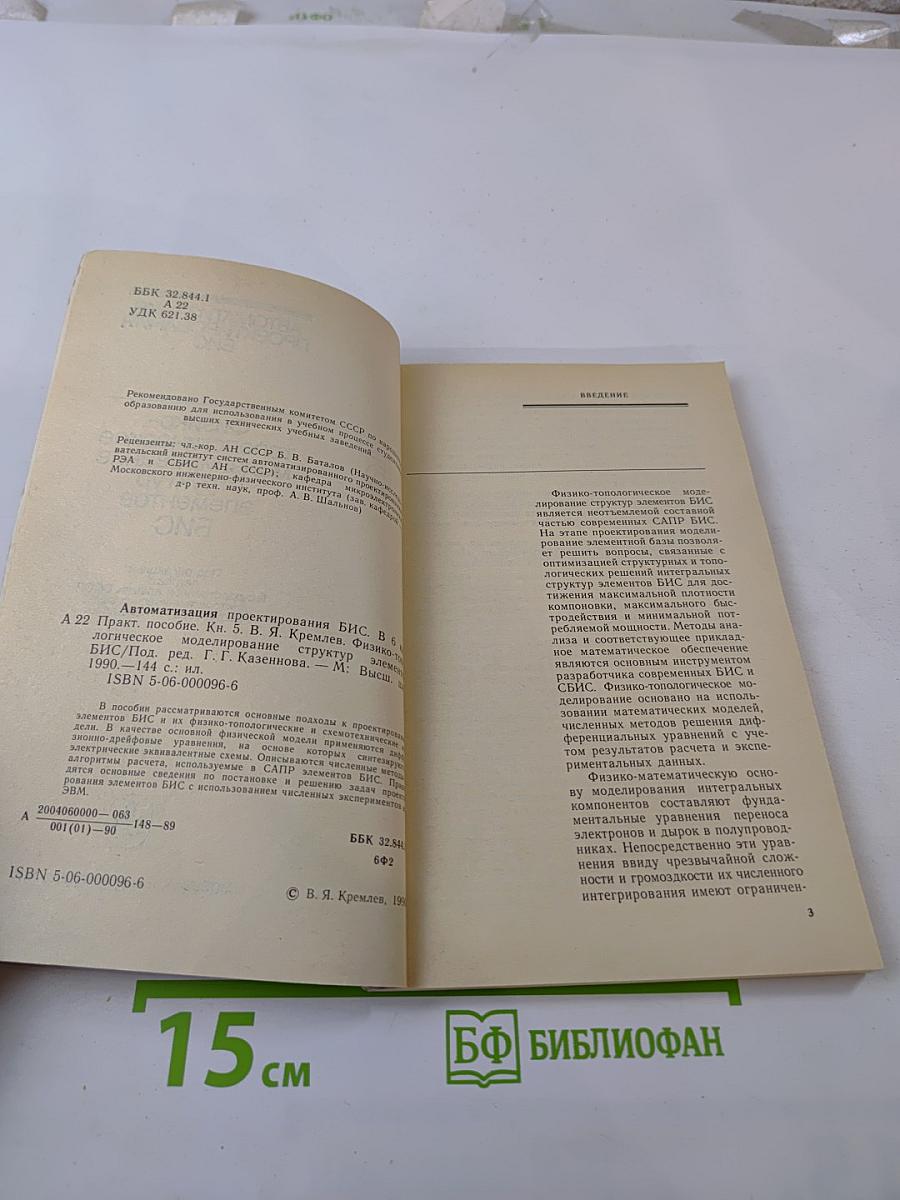 ББК 32.844.1
А 22
УДК 621.38
Рекомендовано Государственным комитетом СССР по
образованию для использования в учебном процессе
высших технических учебных заведений
Рецензенты: чл.-кор. АН СССР Б. В. Баталов
вательский институт систем автоматизированного
РЭА и СБИС АН СССР); кафедра
Московского инженерно-физического института (зав. кафедрой
д-р техн. наук, проф. А. В. Шальнов)
Автоматизация проектирования БИС. В 6
А 22 Практ. пособие. Кн. 5. В. Я. Кремлев. Физико-то-
логическое моделирование структур
БИС/Под. ред. Г. Г. Казеннова. — М: Высш.
1990.—144 с.: ил.
ISBN 5-06-000096-6
В пособии рассматриваются основные подходы к
элементов БИС и их физико-топологические и схемотехнические
дели. В качестве основной физической модели применяются
зионно-дрейфовые уравнения, на основе которых
электрические эквивалентные схемы. Описываются численные
алгоритмы расчета, используемые в САПР элементов БИС.
дятся основные сведения по постановке и решению задач
рования элементов БИС с использованием численных экспериментов
ЭВМ.
А 2004060000—063
001(01)—90 148—89
ББК 32.844.
6Ф2
ISBN 5-06-000096-6
© В. Я. Кремлев,
ВВЕДЕНИЕ
Физико-топологическое моде-
лирование структур элементов БИС
является неотъемлемой составной
частью современных САПР БИС.
На этапе проектирования модели-
рование элементной базы позволя-
ет решить вопросы, связанные с
оптимизацией структурных и топо-
логических решений интегральных
структур элементов БИС для дос-
тижения максимальной плотности
компоновки, максимального быс-
тродействия и минимальной пот-
ребляемой мощности. Методы ана-
лиза и соответствующее приклад-
ное математическое обеспечение
являются основным инструментом
разработчика современных БИС и
СБИС. Физико-топологическое мо-
делирование основано на исполь-
зовании математических моделей,
численных методов решения диф-
ференциальных уравнений с уче-
том результатов расчета и экспе-
риментальных данных.
Физико-математическую осно-
ву моделирования интегральных
компонентов составляют фунда-
ментальные уравнения переноса
электронов и дырок в полупровод-
никах. Непосредственно эти урав-
нения ввиду чрезвычайной слож-
ности и громоздкости их численного
интегрирования имеют ограничен-
3
15 см
БФ БИБЛИОФАН